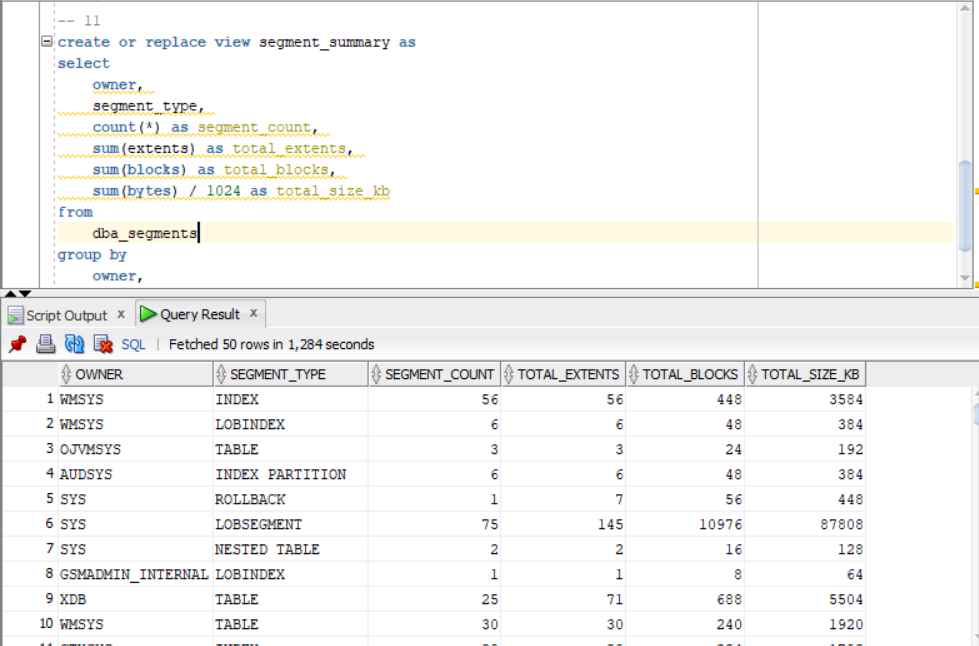 -- 11
create or replace view segment_summary as
select
owner,
segment_type,
count(*) as segment_count,
sum(extents) as total_extents,
sum(blocks) as total_blocks,
sum(bytes) / 1024 as total_size_kb
from
dba_segments
group by
owner,
Script Output x Query Result x
SQL | Fetched 50 rows in 1,284 seconds
OWNER SEGMENT_TYPE SEGMENT_COUNT TOTAL_EXTENTS TOTAL_BLOCKS TOTAL_SIZE_KB
1 WMSYS INDEX 56 56 448 3584
2 WMSYS LOBINDEX 6 6 48 384
3 OJVMSYS TABLE 3 3 24 192
4 AUDSYS INDEX PARTITION 6 6 48 384
5 SYS ROLLBACK 1 7 56 448
6 SYS LOBSEGMENT 75 145 10976 87808
7 SYS NESTED TABLE 2 2 16 128
8 GSMADMIN_INTERNAL LOBINDEX 1 1 8 64
9 XDB TABLE 25 71 688 5504
10 WMSYS TABLE 30 30 240 1920